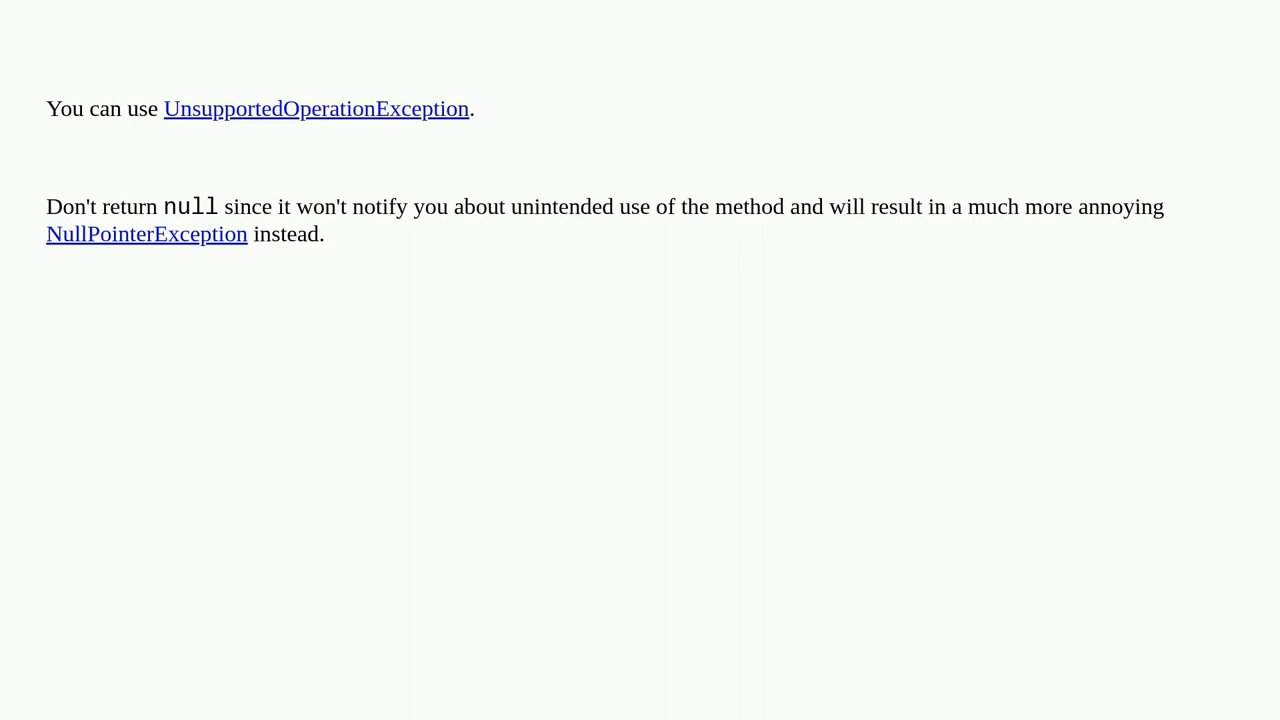 You can use UnsupportedOperationException.
Don't return null since it won't notify you about unintended use of the method and will result in a much more annoying
NullPointerException instead.